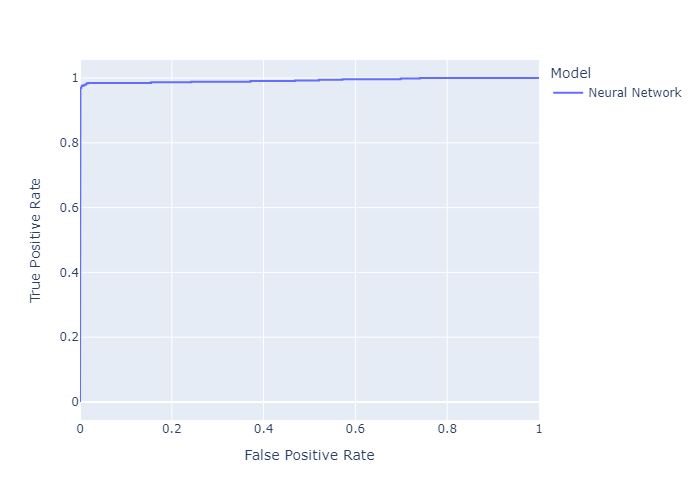 Model
Neural Network
1
0.8
0.6
0.4
0.2
0
True Positive Rate
0 0.2 0.4 0.6 0.8 1
False Positive Rate